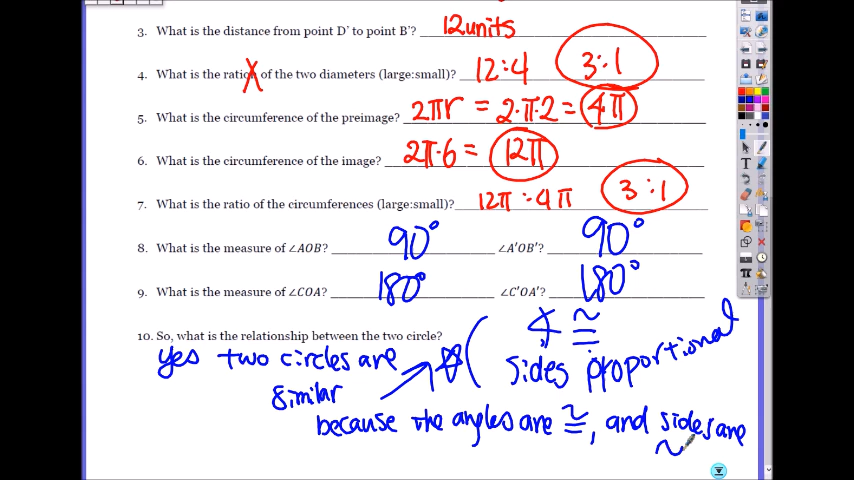 3. What is the distance from point D' to point B'? 12units
4. What is the ration of the two diameters (large:small)? 12:4 3:1
5. What is the circumference of the preimage? 2πr = 2·π·2 = 4π
6. What is the circumference of the image? 2π·6 = 12π
7. What is the ratio of the circumferences (large:small)? 12π:4π 3:1
8. What is the measure of ∠AOB? 90° ∠A'OB'? 90°
9. What is the measure of ∠COA? 180° ∠C'OA'? 180°
10. So, what is the relationship between the two circle? ∡ ≅
yes two circles are sides proportional
similar
because the angles are ≅, and sides are
~